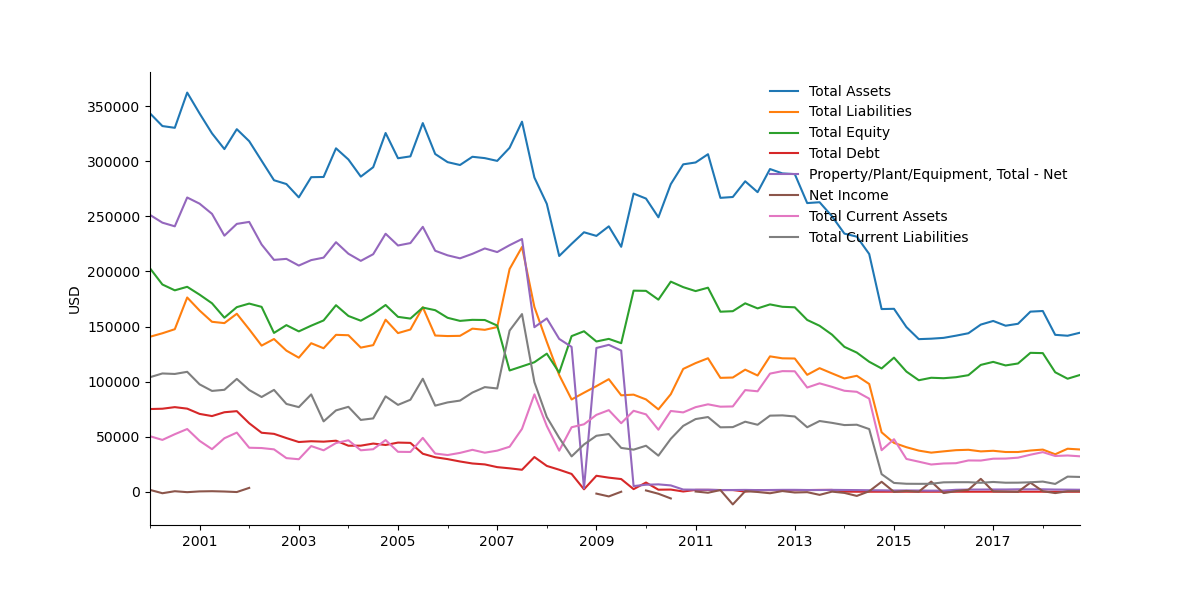 350000
300000
250000
200000
150000
100000
50000
0
USD
Total Assets
Total Liabilities
Total Equity
Total Debt
Property/Plant/Equipment, Total - Net
Net Income
Total Current Assets
Total Current Liabilities
2001 2003 2005 2007 2009 2011 2013 2015 2017